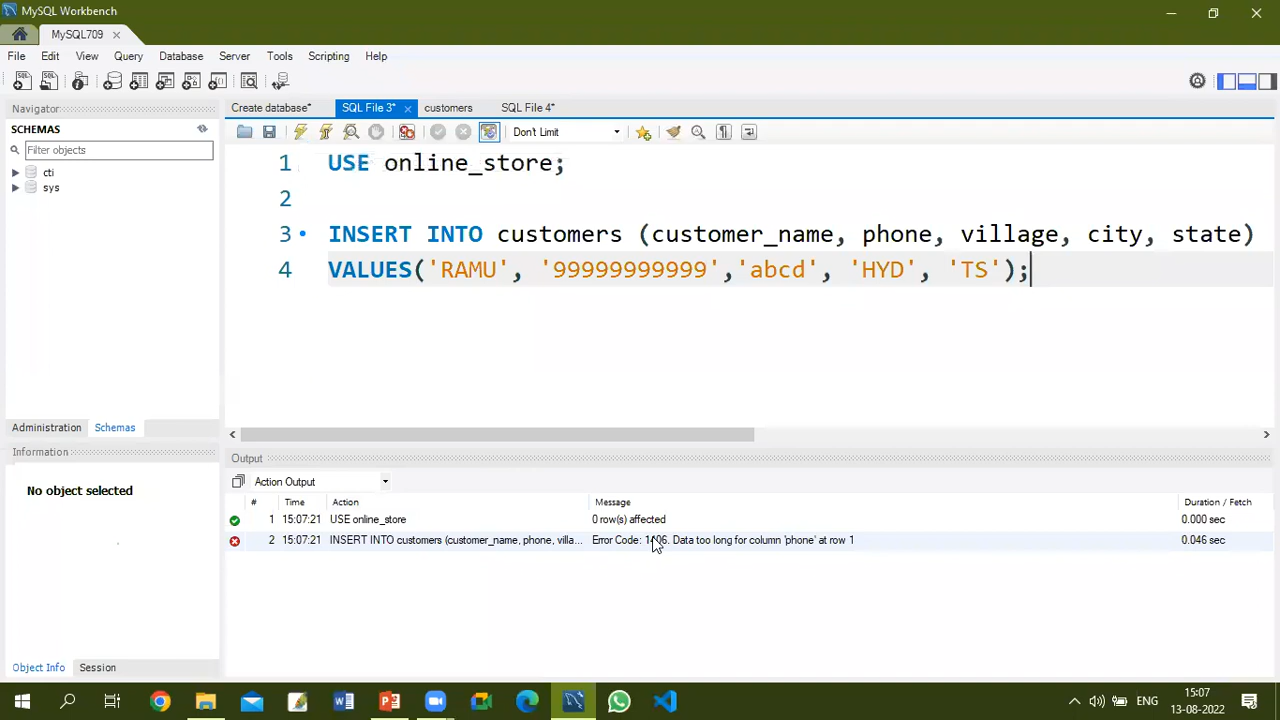 MySQL Workbench
MySQL709
File Edit View Query Database Server Tools Scripting Help
Navigator
SCHEMAS
Filter objects
cti
sys
Administration Schemas
Information
No object selected
Object Info Session
Create database* SQL File 3* customers SQL File 4*
Don't Limit
1 USE online_store;
2
3 INSERT INTO customers (customer_name, phone, village, city, state)
4 VALUES('RAMU', '99999999999','abcd', 'HYD', 'TS');
Output
Action Output
# Time Action Message Duration / Fetch
1 15:07:21 USE online_store 0 row(s) affected 0.000 sec
2 15:07:21 INSERT INTO customers (customer_name, phone, villa... Error Code: 1406. Data too long for column 'phone' at row 1 0.046 sec
ENG
15:07
13-08-2022